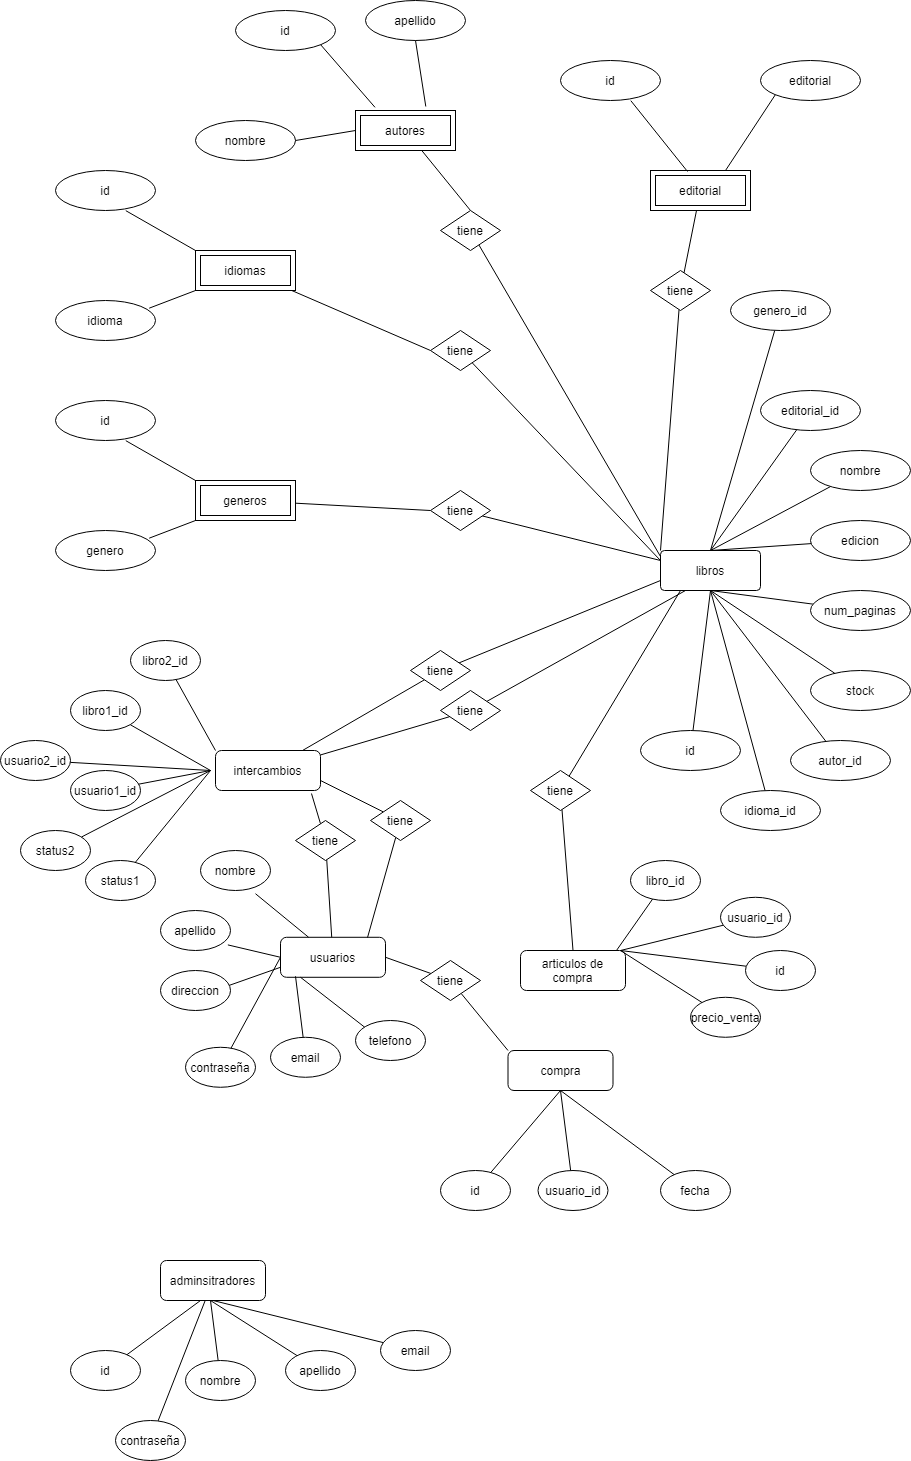 apellido
id
id
editorial
autores
nombre
id
editorial
tiene
idiomas
tiene
genero_id
idioma
tiene
editorial_id
id
nombre
generos
tiene
edicion
genero
libros
num_paginas
libro2_id
tiene
stock
libro1_id
tiene
id
usuario2_id
autor_id
intercambios
usuario1_id
tiene
idioma_id
tiene
tiene
status2
nombre
status1
libro_id
usuario_id
apellido
usuarios
articulos de
compra
id
tiene
direccion
precio_venta
telefono
email
contraseña
compra
id
usuario_id
fecha
adminsitradores
email
id
apellido
nombre
contraseña